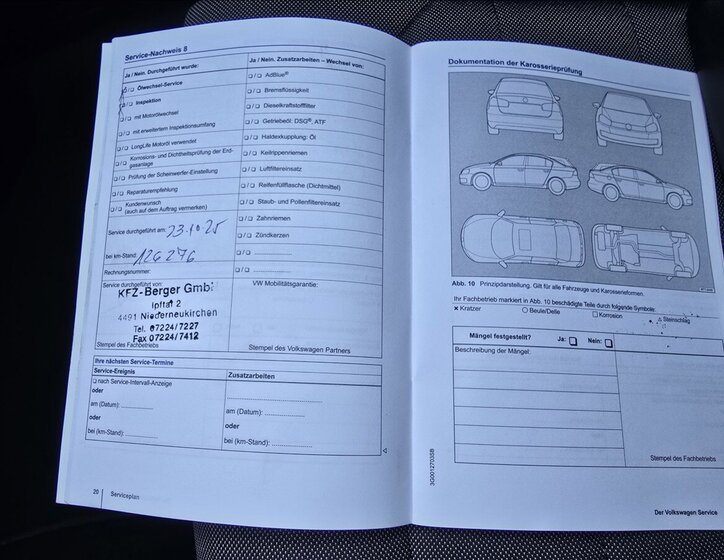 Service-Nachweis 8
Ja / Nein. Durchgeführt wurde:
❑/❑ Ölwechsel-Service
❑/❑ Inspektion
❑/❑ mit Motorölwechsel
❑/❑ mit erweitertem Inspektionsumfang
❑/❑ LongLife Motoröl verwendet
❑/❑ Korrosions- und Dichtheitsprüfung der Erd-
gasanlage
❑/❑ Prüfung der Scheinwerfer-Einstellung
❑/❑ Reparaturempfehlung
❑/❑ Kundenwunsch
(auch auf dem Auftrag vermerken)
Service durchgeführt am: 23.10.25
bei km-Stand: 126276
Rechnungsnummer:
Service durchgeführt von:
KFZ-Berger GmbH
Ipftal 2
4491 Niederneukirchen
Tel. 07224/7227
Fax 07224/7412
Stempel des Fachbetriebs
Ja / Nein. Zusatzarbeiten – Wechsel von:
❑/❑ AdBlue®
❑/❑ Bremsflüssigkeit
❑/❑ Dieselkraftstofffilter
❑/❑ Getriebeöl: DSG®, ATF
❑/❑ Haldexkupplung: Öl
❑/❑ Keilrippenriemen
❑/❑ Luftfiltereinsatz
❑/❑ Reifenfüllflasche (Dichtmittel)
❑/❑ Staub- und Pollenfiltereinsatz
❑/❑ Zahnriemen
❑/❑ Zündkerzen
❑/❑ ..............
❑/❑ ..............
VW Mobilitätsgarantie:
Stempel des Volkswagen Partners
Ihre nächsten Service-Termine
Service-Ereignis
❑ nach Service-Intervall-Anzeige
oder
am (Datum): ............
oder
bei (km-Stand): ............
Zusatzarbeiten
..............................
am (Datum): ...............
oder
bei (km-Stand): ...............
20 Serviceplan
Dokumentation der Karosserieprüfung
Abb. 10 Prinzipdarstellung. Gilt für alle Fahrzeuge und Karosserieformen.
Ihr Fachbetrieb markiert in Abb. 10 beschädigte Teile durch folgende Symbole:
× Kratzer ○ Beule/Delle □ Korrosion △ Steinschlag
Mängel festgestellt? Ja: ❑ Nein: ❑
Beschreibung der Mängel:
Stempel des Fachbetriebs
3G0012703SB
Der Volkswagen Service